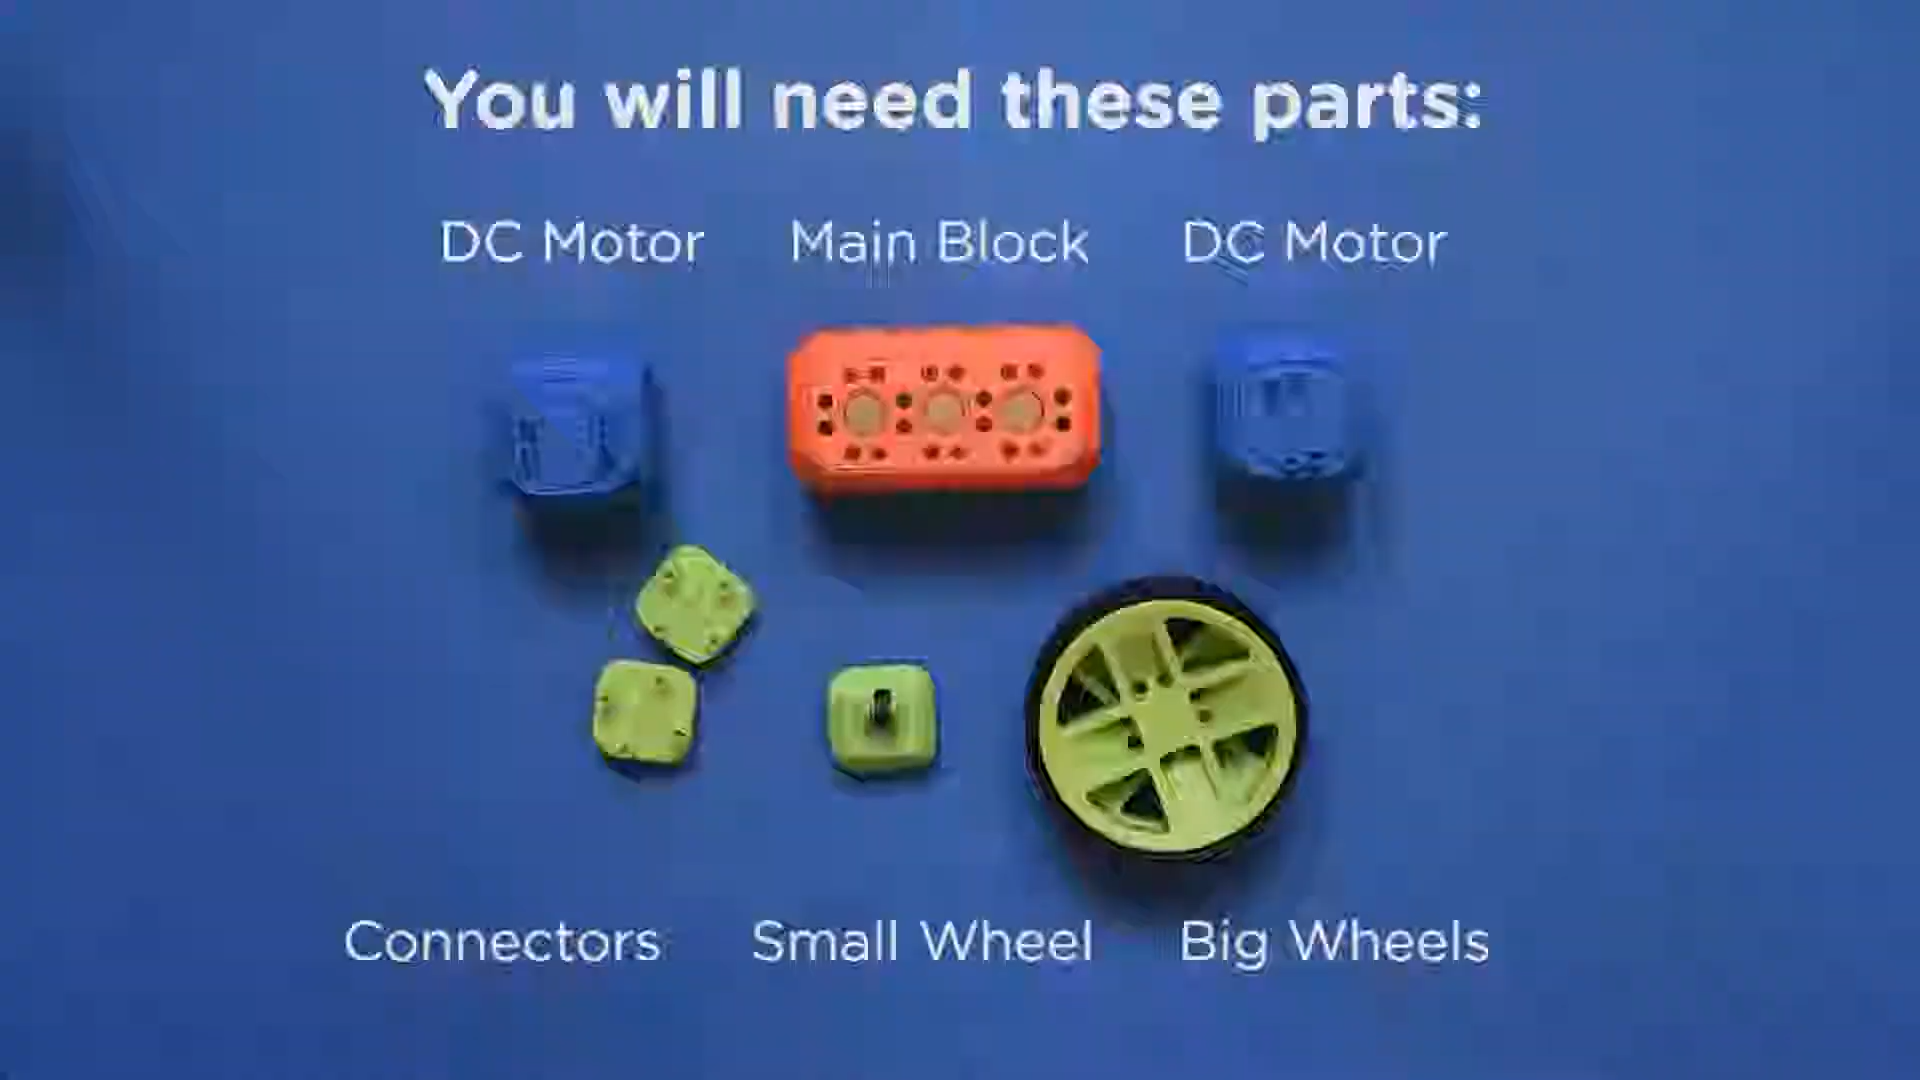 You will need these parts:
DC Motor Main Block DC Motor
Connectors Small Wheel Big Wheels